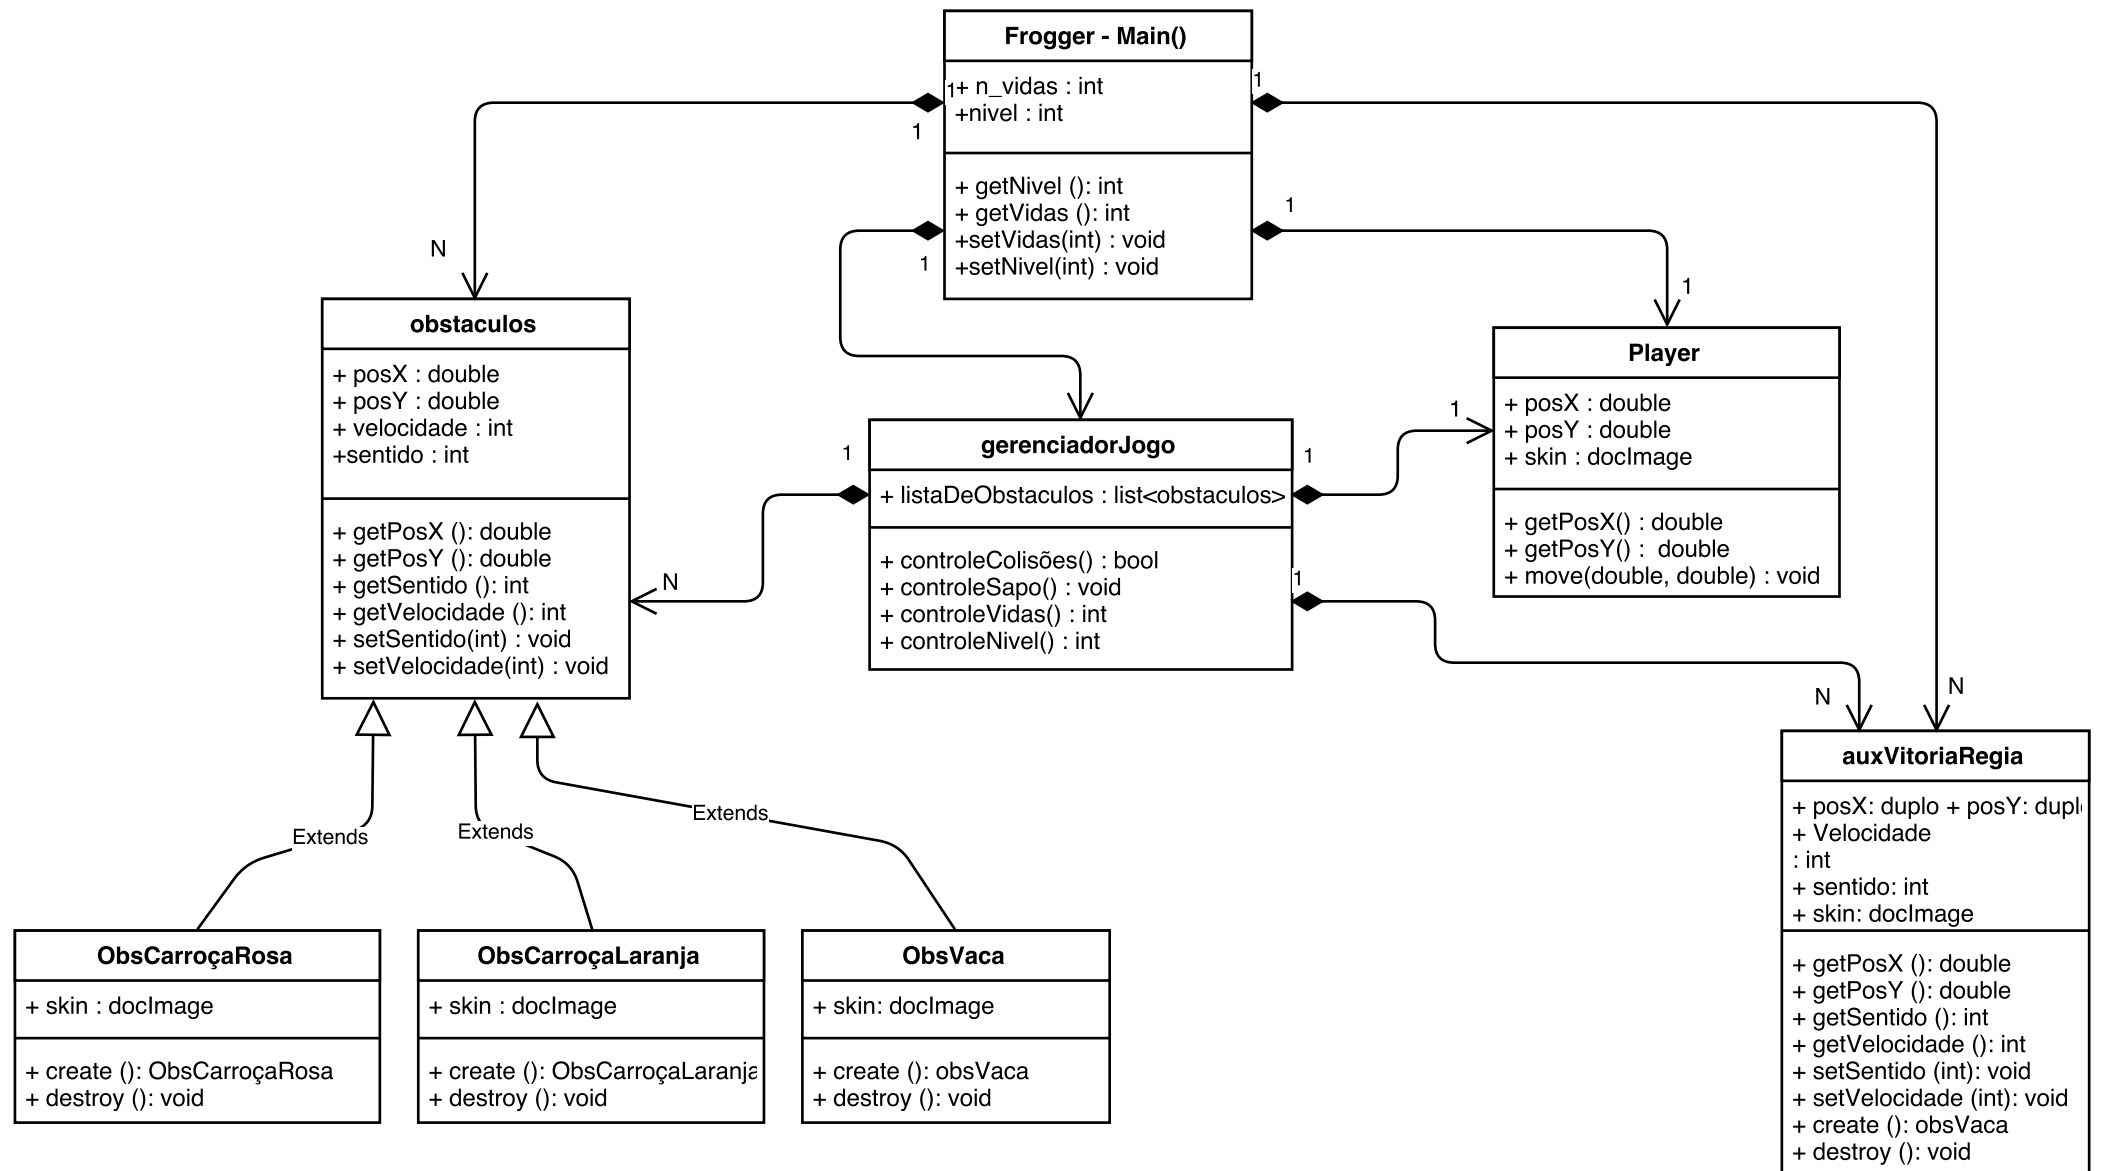 Frogger - Main()
1
+ n_vidas : int
+nivel : int
+ getNivel (): int
+ getVidas (): int
+setVidas(int) : void
+setNivel(int) : void
1
1
1
1
N
1
obstaculos
+ posX : double
+ posY : double
+ velocidade : int
+sentido : int
+ getPosX (): double
+ getPosY (): double
+ getSentido (): int
+ getVelocidade (): int
+ setSentido(int) : void
+ setVelocidade(int) : void
gerenciadorJogo
+ listaDeObstaculos : list<obstaculos>
+ controleColisões() : bool
+ controleSapo() : void
+ controleVidas() : int
+ controleNivel() : int
1
N
1
1
1
Player
+ posX : double
+ posY : double
+ skin : docImage
+ getPosX() : double
+ getPosY() :  double
+ move(double, double) : void
N
N
auxVitoriaRegia
+ posX: duplo + posY: dupl
+ Velocidade
: int
+ sentido: int
+ skin: docImage
+ getPosX (): double
+ getPosY (): double
+ getSentido (): int
+ getVelocidade (): int
+ setSentido (int): void
+ setVelocidade (int): void
+ create (): obsVaca
+ destroy (): void
Extends
Extends
Extends
ObsCarroçaRosa
+ skin : docImage
+ create (): ObsCarroçaRosa
+ destroy (): void
ObsCarroçaLaranja
+ skin : docImage
+ create (): ObsCarroçaLaranja
+ destroy (): void
ObsVaca
+ skin: docImage
+ create (): obsVaca
+ destroy (): void